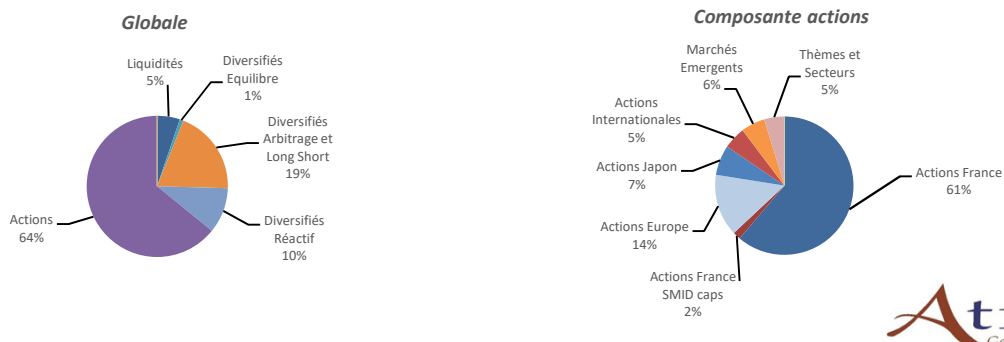 Globale
Liquidités
5%
Diversifiés
Equilibre
1%
Diversifiés
Arbitrage et
Long Short
19%
Diversifiés
Réactif
10%
Actions
64%
Composante actions
Marchés
Emergents
6%
Thèmes et
Secteurs
5%
Actions
Internationales
5%
Actions Japon
7%
Actions Europe
14%
Actions France
SMID caps
2%
Actions France
61%